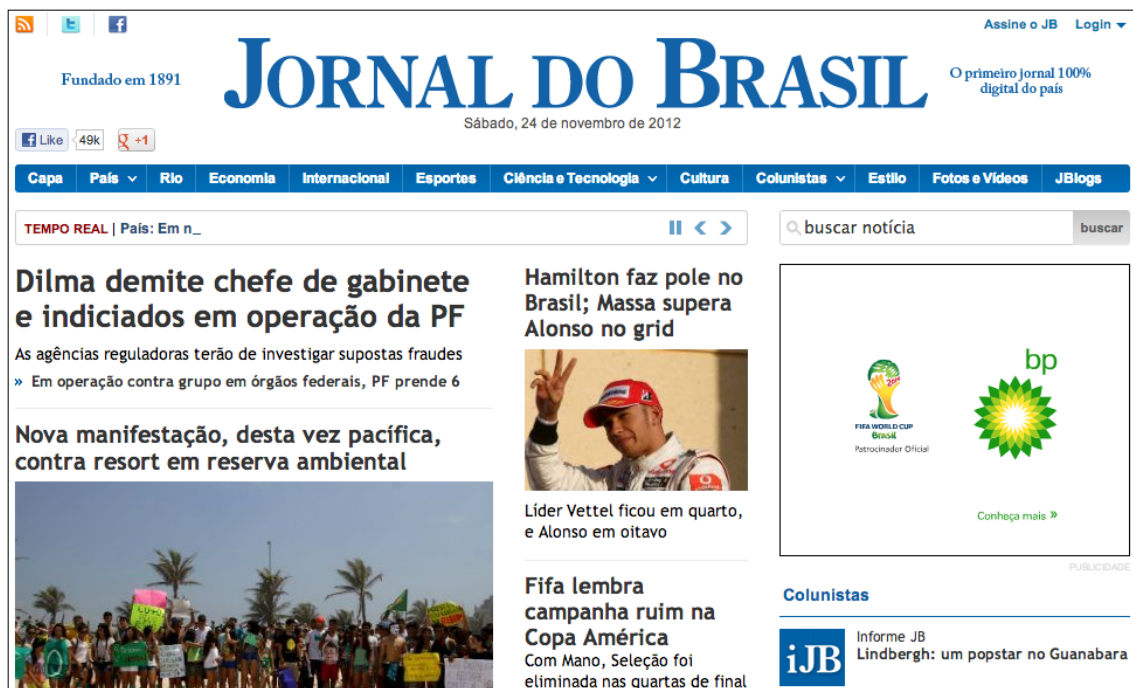 Assine o JB Login
Fundado em 1891
JORNAL DO BRASIL
O primeiro jornal 100%
digital do país
Sábado, 24 de novembro de 2012
Like 49k +1
Capa País Rio Economia Internacional Esportes Ciência e Tecnologia Cultura Colunistas Estilo Fotos e Vídeos JBlogs
TEMPO REAL | País: Em n_
buscar notícia buscar
Dilma demite chefe de gabinete
e indiciados em operação da PF
As agências reguladoras terão de investigar supostas fraudes
» Em operação contra grupo em órgãos federais, PF prende 6
Nova manifestação, desta vez pacífica,
contra resort em reserva ambiental
Hamilton faz pole no
Brasil; Massa supera
Alonso no grid
Líder Vettel ficou em quarto,
e Alonso em oitavo
Fifa lembra
campanha ruim na
Copa América
Com Mano, Seleção foi
eliminada nas quartas de final
bp
2014
FIFA WORLD CUP
Brasil
Patrocinador Oficial
Conheça mais »
PUBLICIDADE
Colunistas
iJB
Informe JB
Lindbergh: um popstar no Guanabara